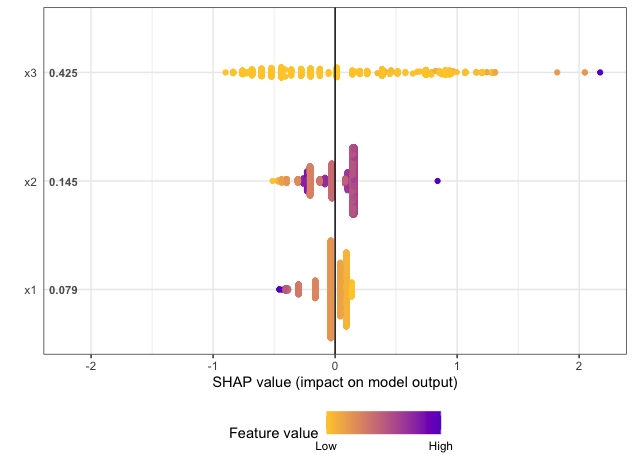 x3 0.425
x2 0.145
x1 0.079
-2 -1 0 1 2
SHAP value (impact on model output)
Feature value
Low High